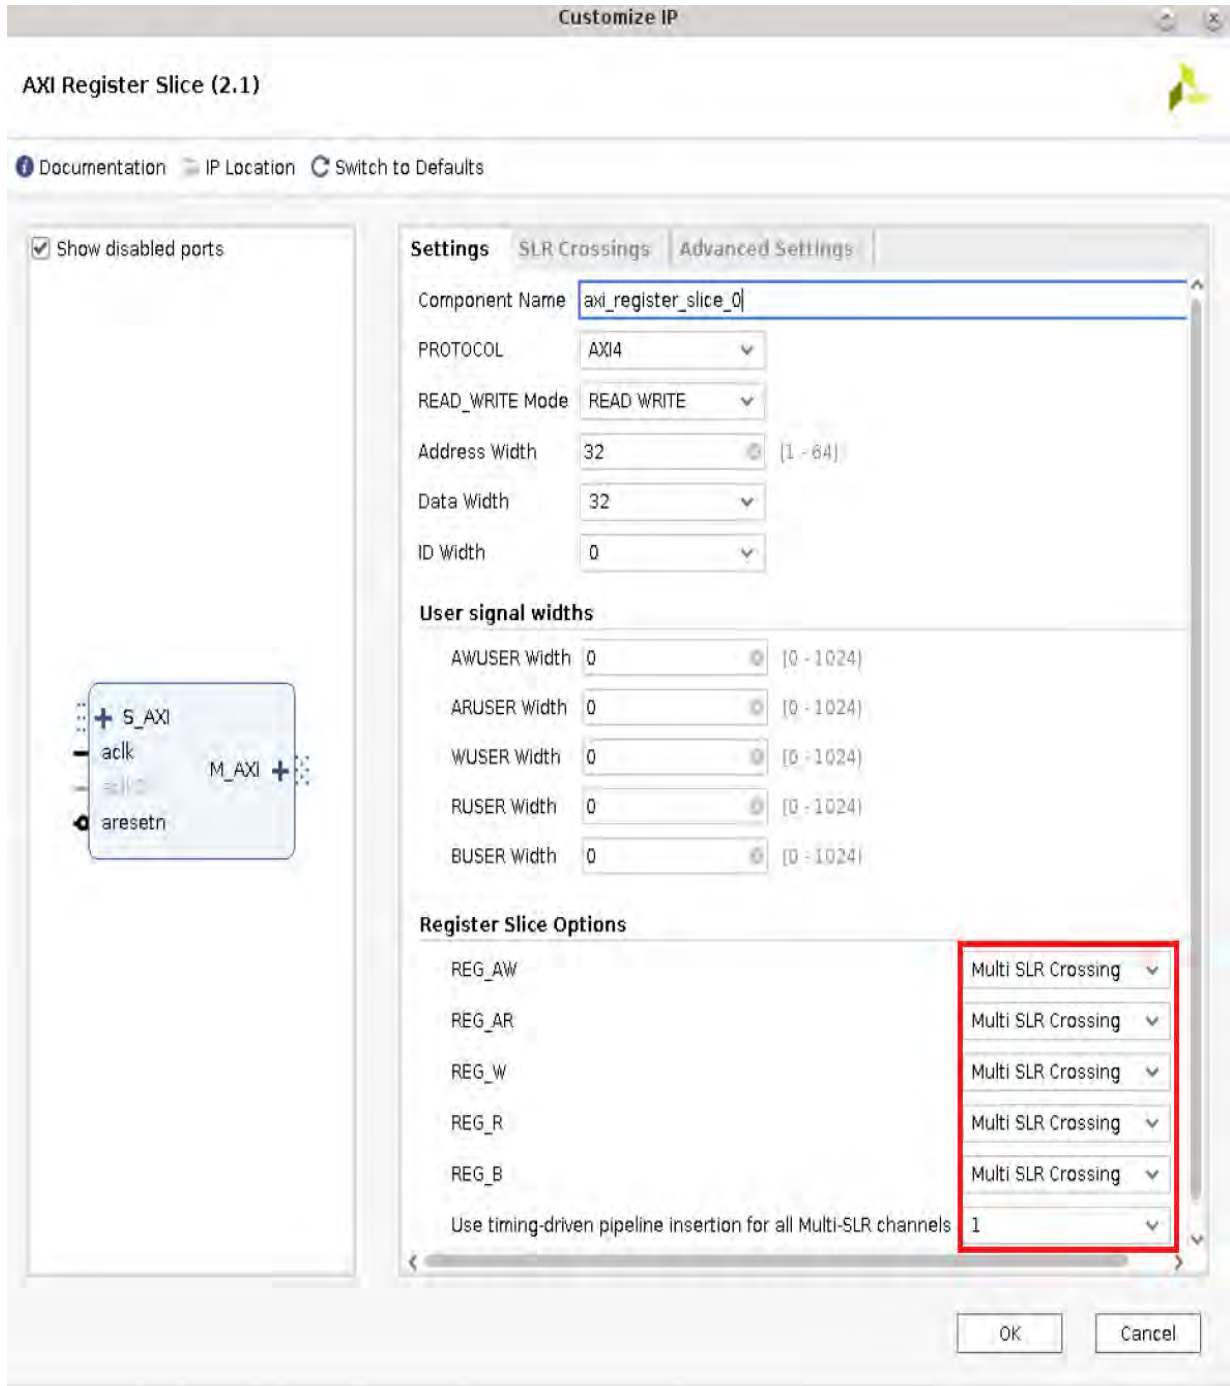 Customize IP
AXI Register Slice (2.1)
Documentation IP Location Switch to Defaults
Show disabled ports
S_AXI
aclk
M_AXI
aresetn
Settings SLR Crossings Advanced Settings
Component Name axi_register_slice_0
PROTOCOL AXI4
READ_WRITE Mode READ WRITE
Address Width 32 [1 - 64]
Data Width 32
ID Width 0
User signal widths
AWUSER Width 0 [0 - 1024]
ARUSER Width 0 [0 - 1024]
WUSER Width 0 [0 - 1024]
RUSER Width 0 [0 - 1024]
BUSER Width 0 [0 - 1024]
Register Slice Options
REG_AW Multi SLR Crossing
REG_AR Multi SLR Crossing
REG_W Multi SLR Crossing
REG_R Multi SLR Crossing
REG_B Multi SLR Crossing
Use timing-driven pipeline insertion for all Multi-SLR channels 1
OK Cancel